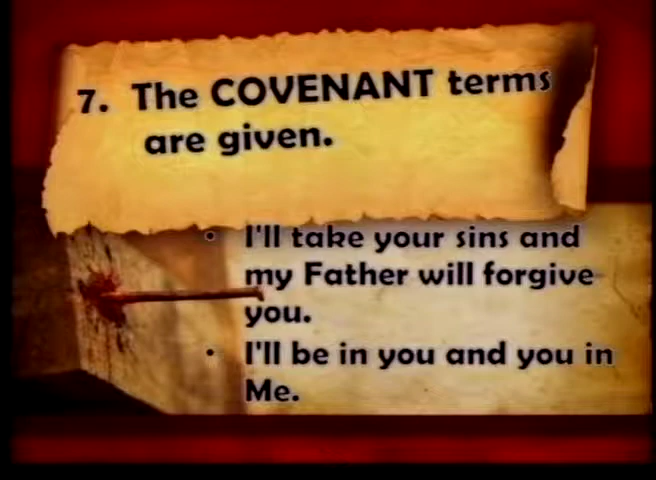 7. The COVENANT terms
are given.
• I'll take your sins and
my Father will forgive
you.
• I'll be in you and you in
Me.